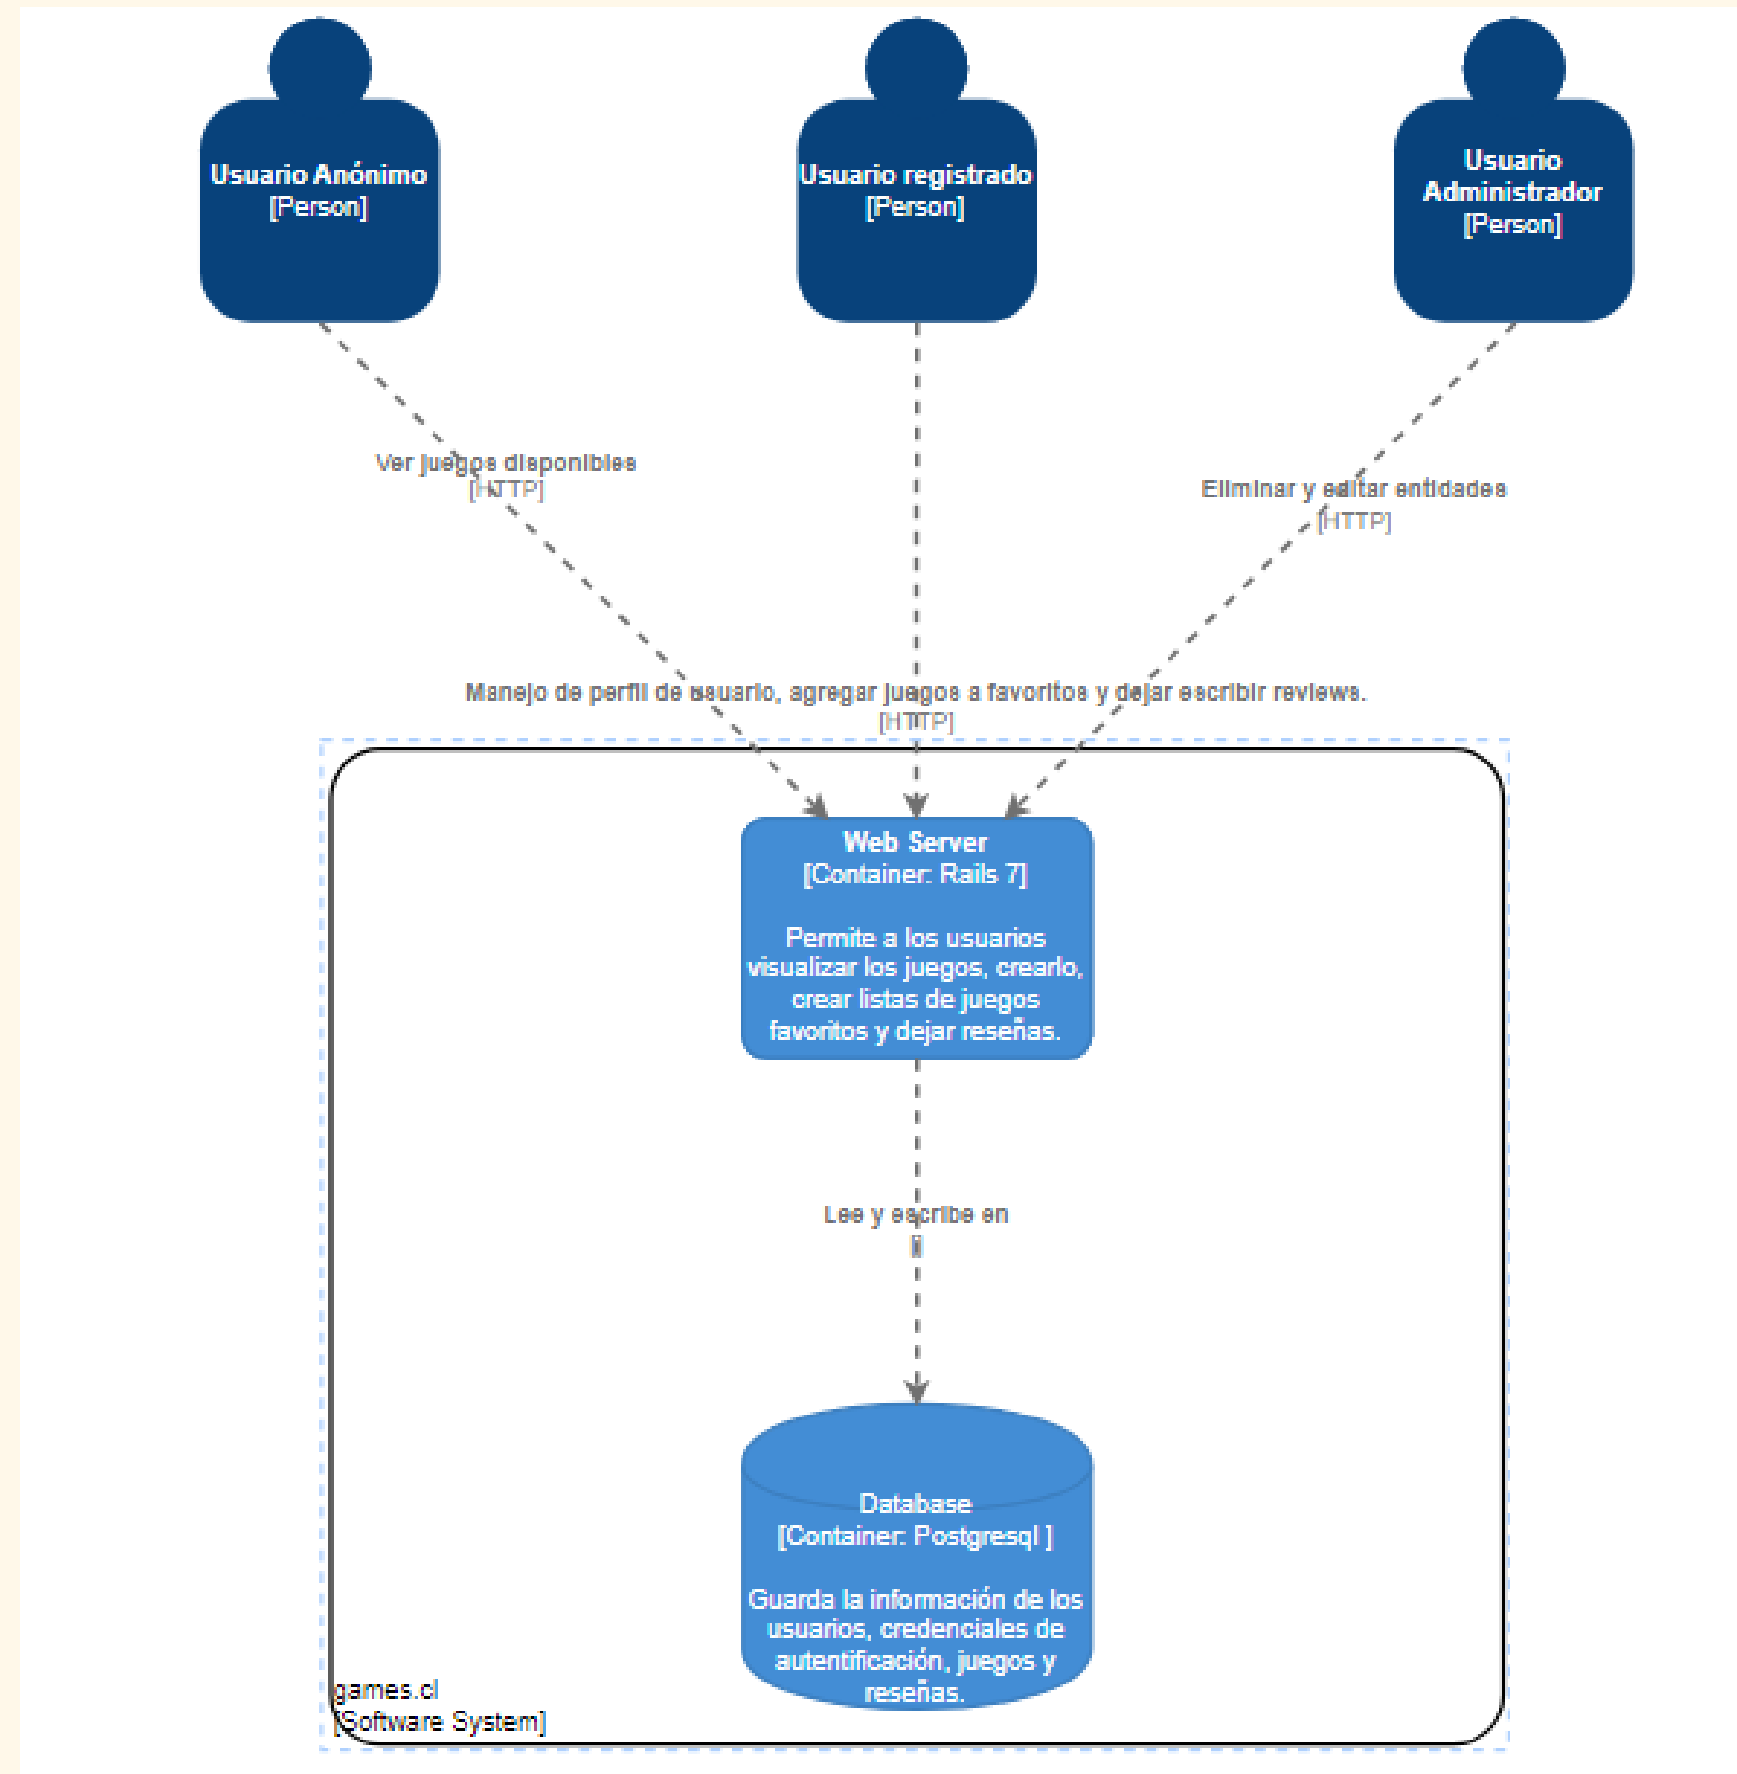 Usuario Anónimo
[Person]
Usuario registrado
[Person]
Usuario
Administrador
[Person]
Ver juegos disponibles
[HTTP]
Eliminar y editar entidades
[HTTP]
Manejo de perfil de usuario, agregar juegos a favoritos y dejar escribir reviews.
[HTTP]
Web Server
[Container: Rails 7]
Permite a los usuarios
visualizar los juegos, crearlo,
crear listas de juegos
favoritos y dejar reseñas.
Lee y escribe en
[]
Database
[Container: Postgresql ]
Guarda la información de los
usuarios, credenciales de
autentificación, juegos y
reseñas.
games.cl
[Software System]